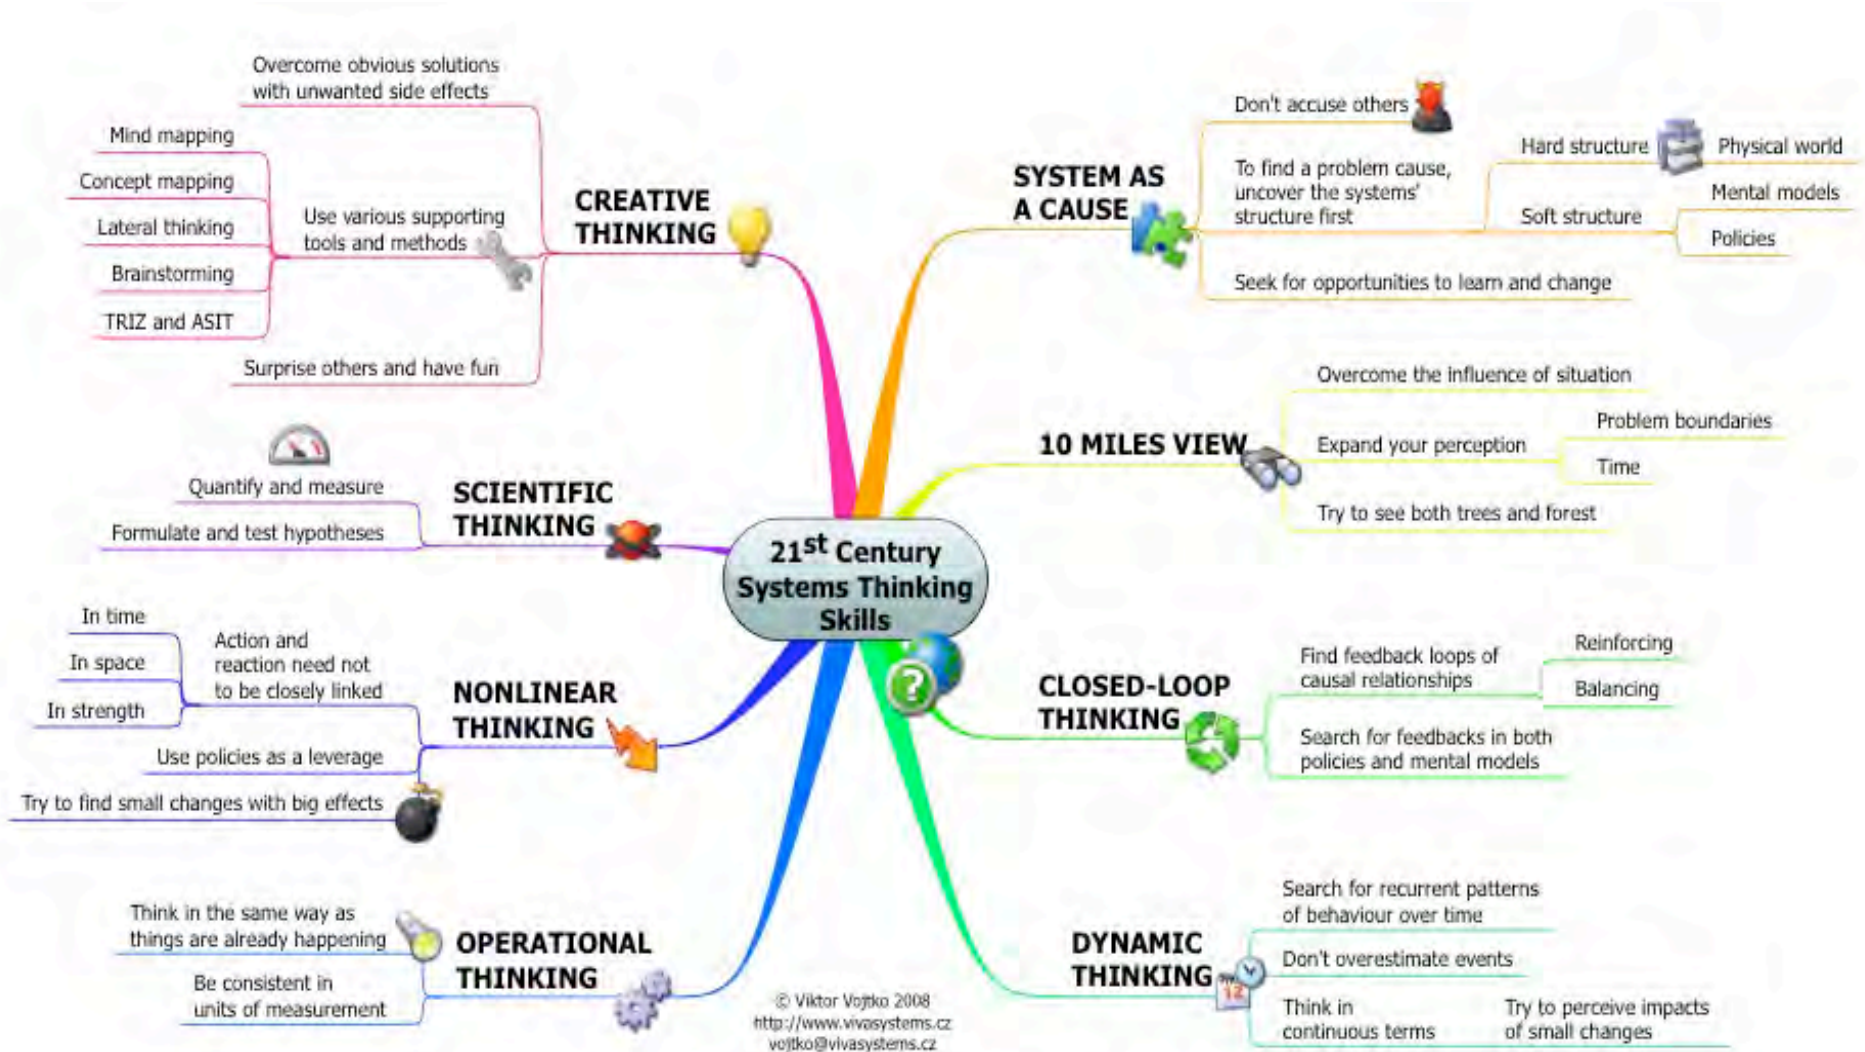 21st Century
Systems Thinking
Skills
CREATIVE
THINKING
Overcome obvious solutions
with unwanted side effects
Use various supporting
tools and methods
Mind mapping
Concept mapping
Lateral thinking
Brainstorming
TRIZ and ASIT
Surprise others and have fun
SCIENTIFIC
THINKING
Quantify and measure
Formulate and test hypotheses
NONLINEAR
THINKING
Action and
reaction need not
to be closely linked
In time
In space
In strength
Use policies as a leverage
Try to find small changes with big effects
OPERATIONAL
THINKING
Think in the same way as
things are already happening
Be consistent in
units of measurement
SYSTEM AS
A CAUSE
Don't accuse others
To find a problem cause,
uncover the systems'
structure first
Hard structure
Physical world
Soft structure
Mental models
Policies
Seek for opportunities to learn and change
10 MILES VIEW
Overcome the influence of situation
Expand your perception
Problem boundaries
Time
Try to see both trees and forest
CLOSED-LOOP
THINKING
Find feedback loops of
causal relationships
Reinforcing
Balancing
Search for feedbacks in both
policies and mental models
DYNAMIC
THINKING
12
Search for recurrent patterns
of behaviour over time
Don't overestimate events
Think in
continuous terms
Try to perceive impacts
of small changes
© Viktor Vojtko 2008
http://www.vivasystems.cz
vojtko@vivasystems.cz